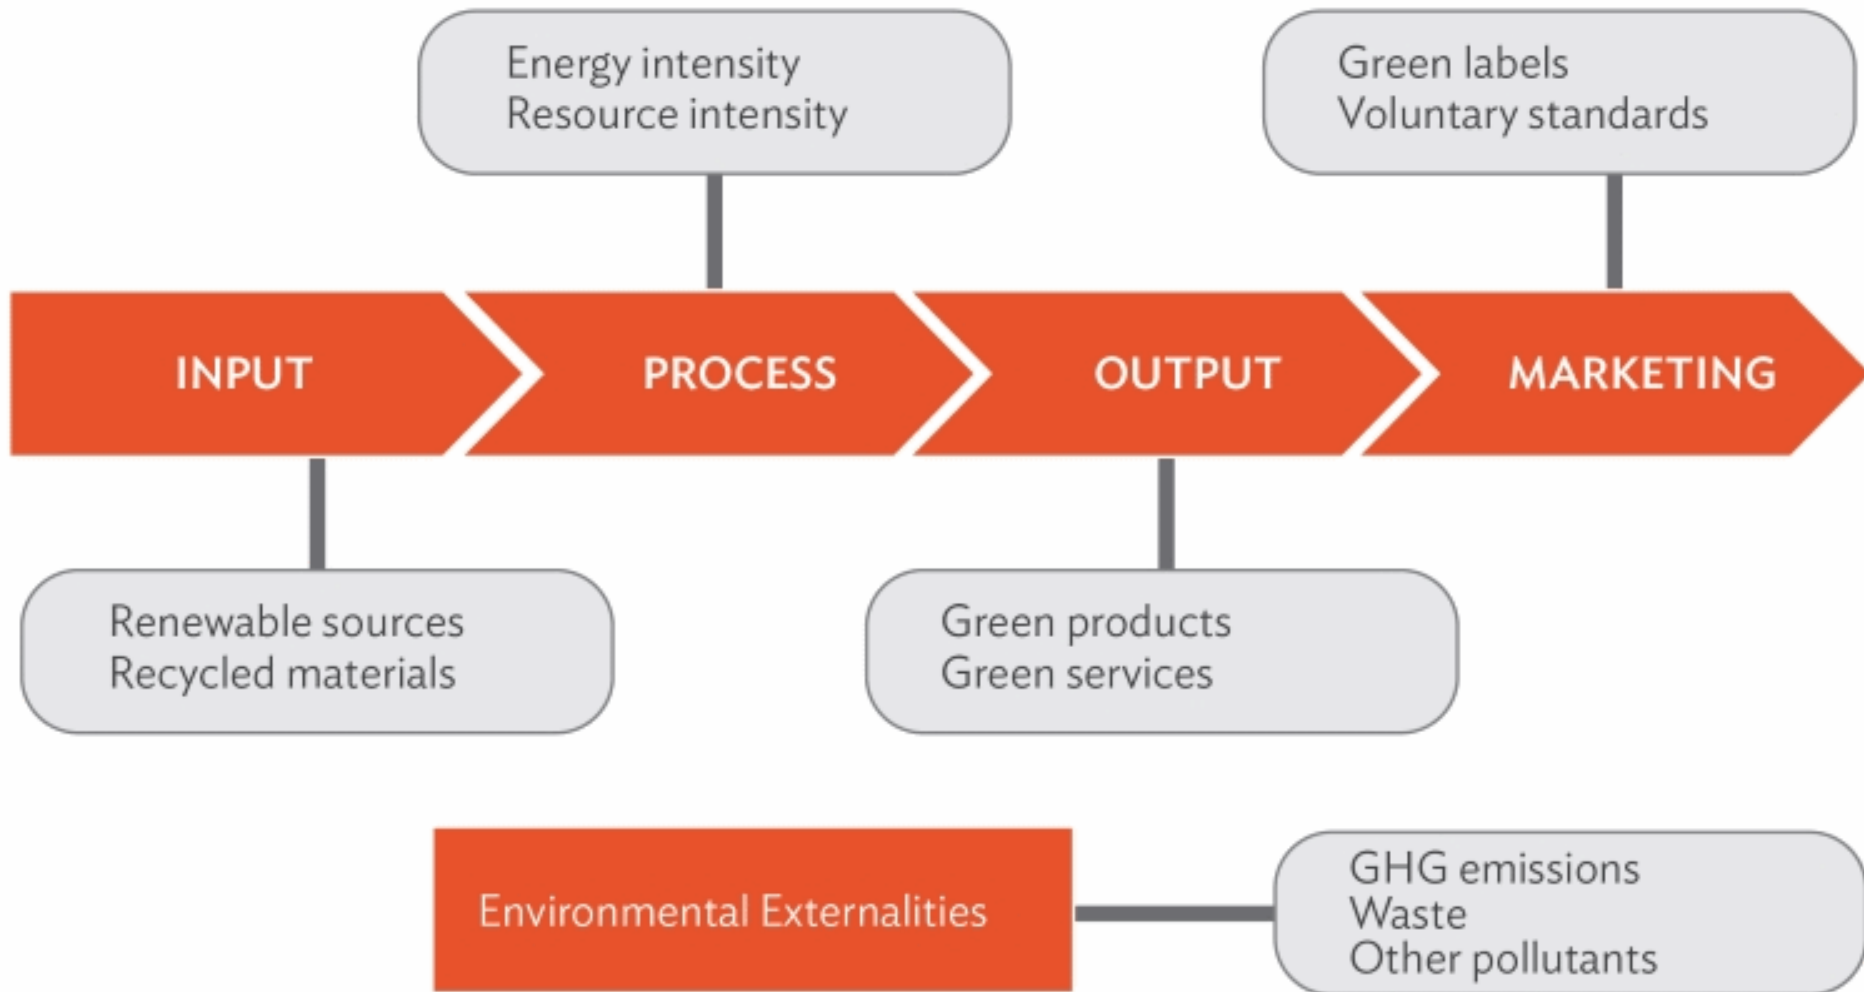 Energy intensity
Resource intensity
Green labels
Voluntary standards
INPUT
PROCESS
OUTPUT
MARKETING
Renewable sources
Recycled materials
Green products
Green services
Environmental Externalities
GHG emissions
Waste
Other pollutants